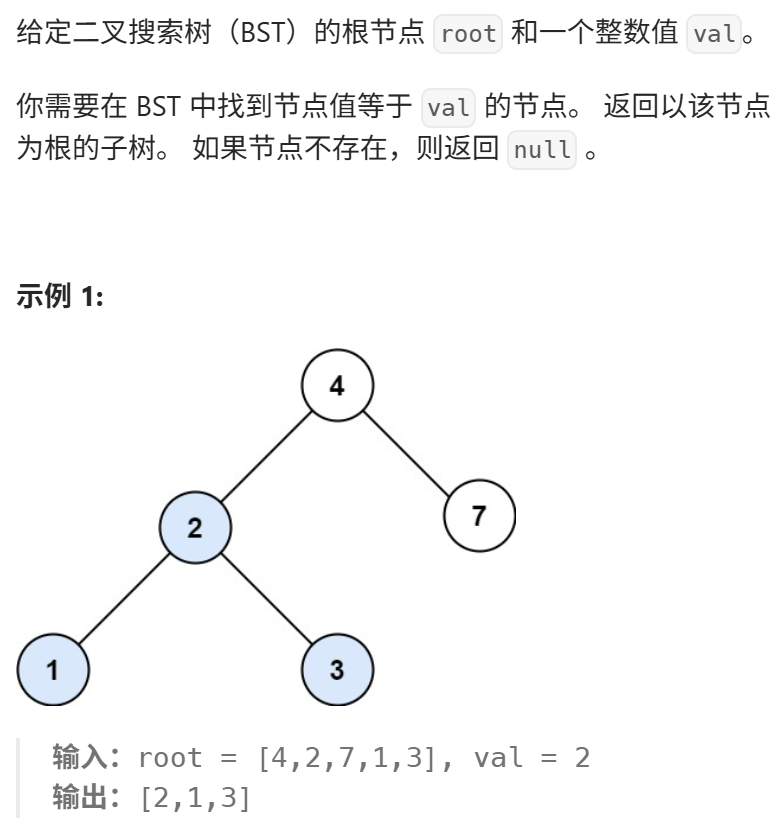 给定二叉搜索树（BST）的根节点 root 和一个整数值 val。
你需要在 BST 中找到节点值等于 val 的节点。 返回以该节点
为根的子树。 如果节点不存在，则返回 null 。
示例 1:
4
2
7
1
3
输入：root = [4,2,7,1,3], val = 2
输出：[2,1,3]